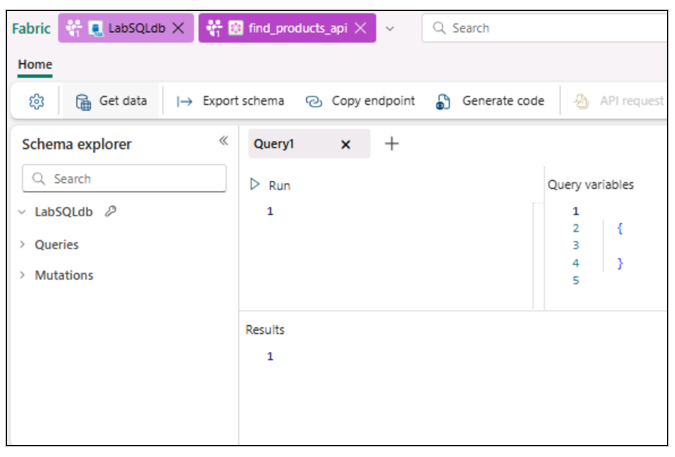 Fabric LabSQLdb find_products_api Search
Home
Get data Export schema Copy endpoint Generate code API request
Schema explorer
Search
LabSQLdb
Queries
Mutations
Query1
Run
1
Query variables
1
2 {
3
4 }
5
Results
1